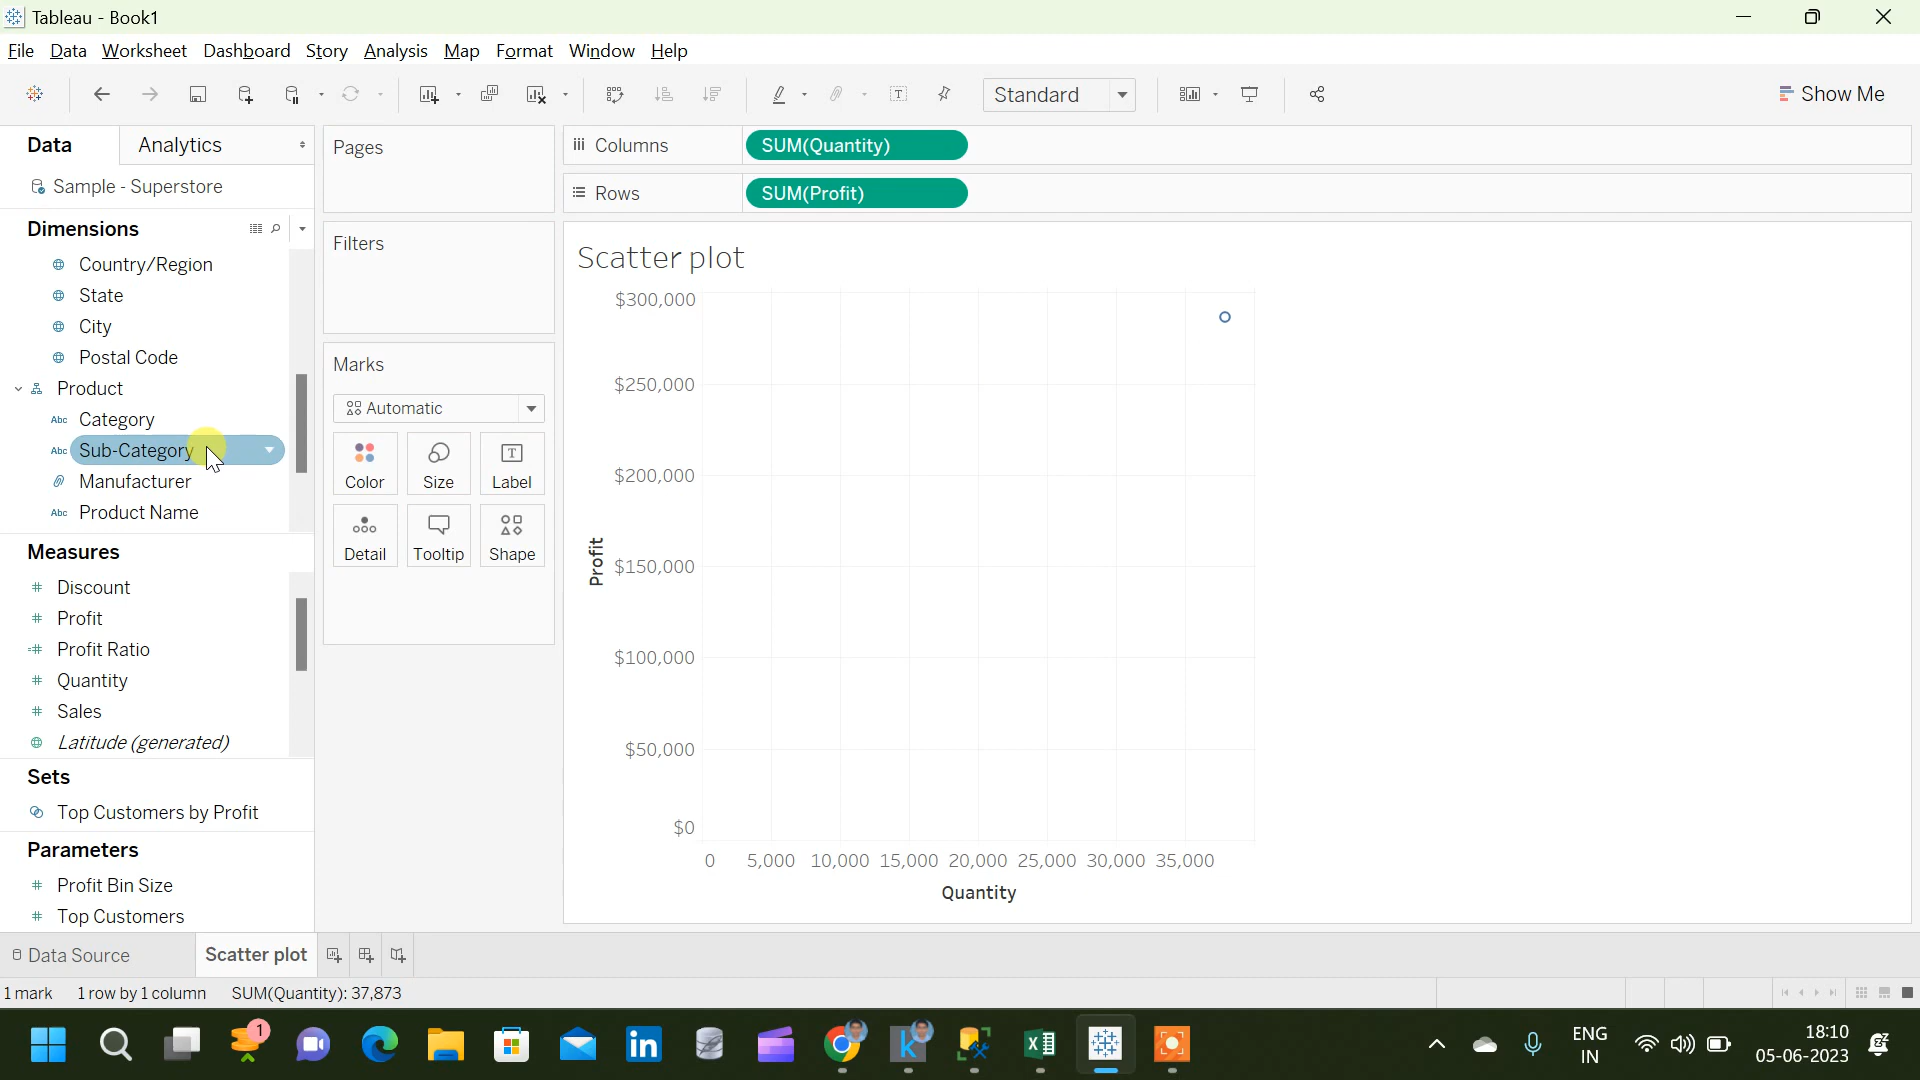 Tableau - Book1
File Data Worksheet Dashboard Story Analysis Map Format Window Help
Standard
Show Me
Data
Analytics
Sample - Superstore
Dimensions
Country/Region
State
City
Postal Code
Product
Abc Category
Abc Sub-Category
Manufacturer
Abc Product Name
Measures
# Discount
# Profit
=# Profit Ratio
# Quantity
# Sales
Latitude (generated)
Sets
Top Customers by Profit
Parameters
# Profit Bin Size
# Top Customers
Pages
Filters
Marks
Automatic
Color Size T Label
Detail Tooltip Shape
Columns SUM(Quantity)
Rows SUM(Profit)
Scatter plot
$300,000
$250,000
$200,000
$150,000
$100,000
$50,000
$0
Profit
0 5,000 10,000 15,000 20,000 25,000 30,000 35,000
Quantity
Data Source Scatter plot
1 mark 1 row by 1 column SUM(Quantity): 37,873
1
in
k
ENG
IN
18:10
05-06-2023